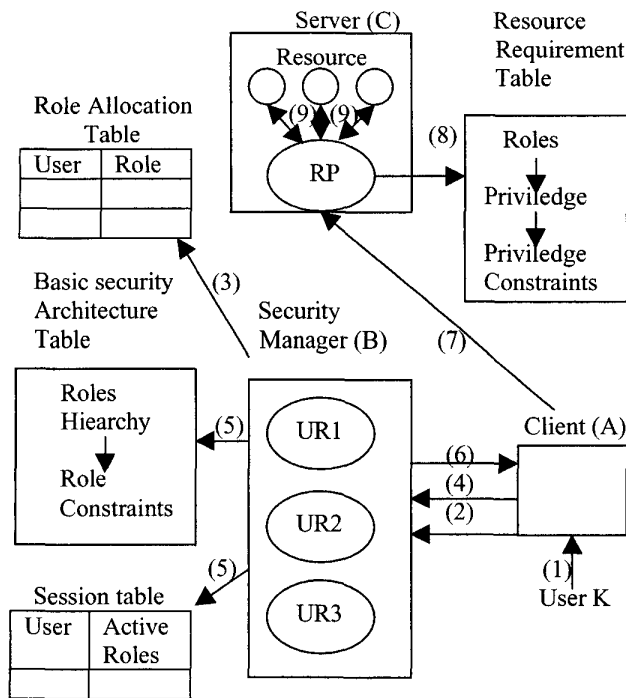 Server (C)
Resource
(9) (9)
RP
Resource
Requirement
Table
(8)
Roles
Priviledge
Priviledge
Constraints
Role Allocation
Table
User Role
(3)
Basic security
Architecture
Table
Security
Manager (B)
(7)
Roles
Hiearchy
Role
Constraints
(5)
UR1
UR2
UR3
Client (A)
(6)
(4)
(2)
(1)
User K
(5)
Session table
User Active
Roles